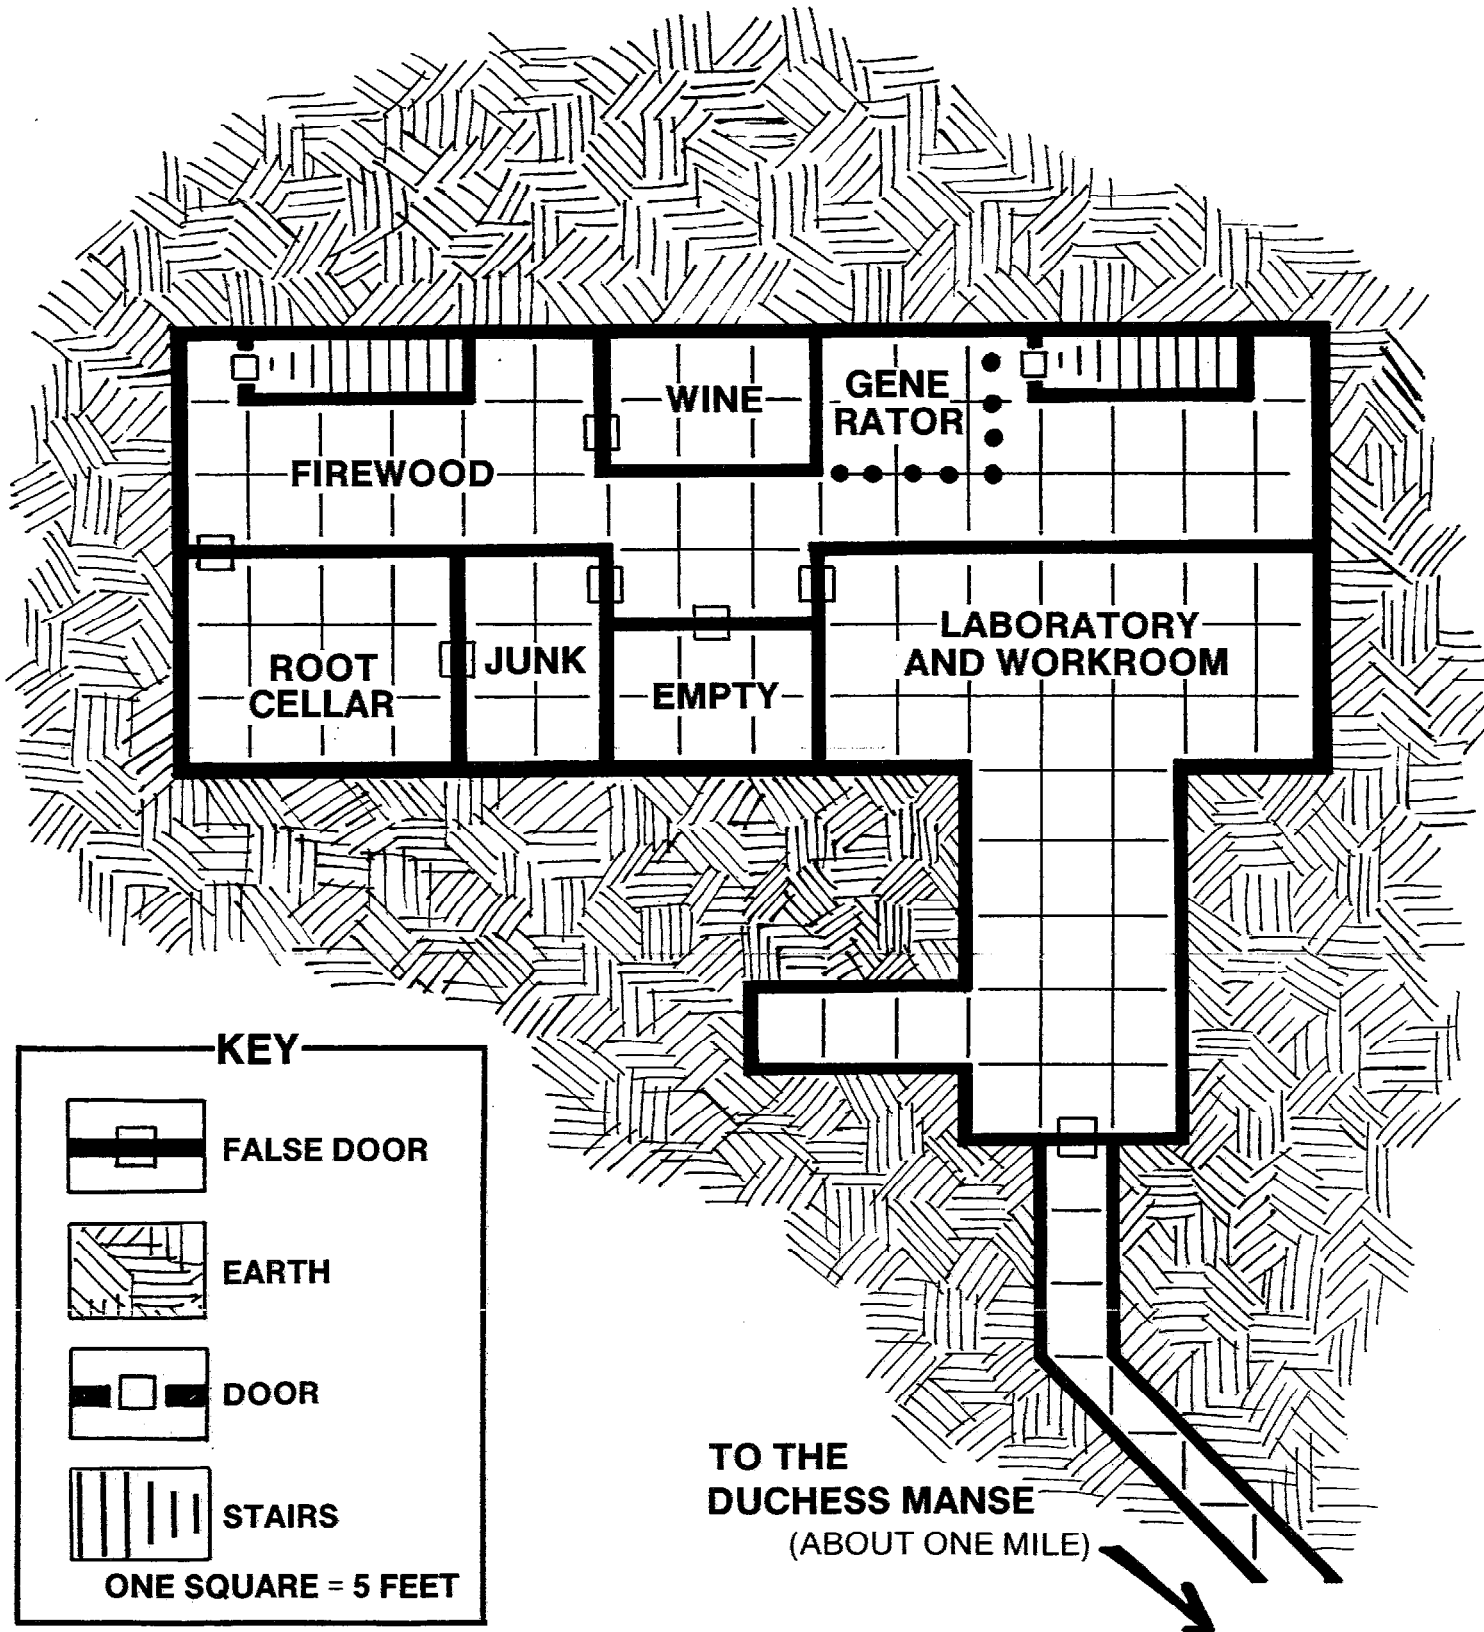 WINE
GENE
RATOR
FIREWOOD
LABORATORY
AND WORKROOM
ROOT
CELLAR
JUNK
EMPTY
KEY
FALSE DOOR
EARTH
DOOR
STAIRS
ONE SQUARE = 5 FEET
TO THE
DUCHESS MANSE
(ABOUT ONE MILE)